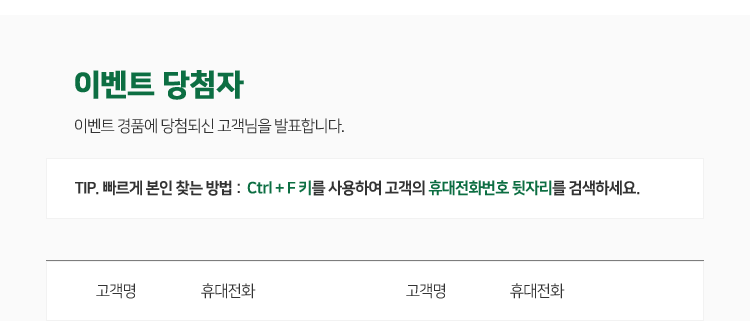 이벤트 당첨자
이벤트 경품에 당첨되신 고객님을 발표합니다.
TIP. 빠르게 본인 찾는 방법 : Ctrl + F 키를 사용하여 고객의 휴대전화번호 뒷자리를 검색하세요.
고객명 휴대전화 고객명 휴대전화